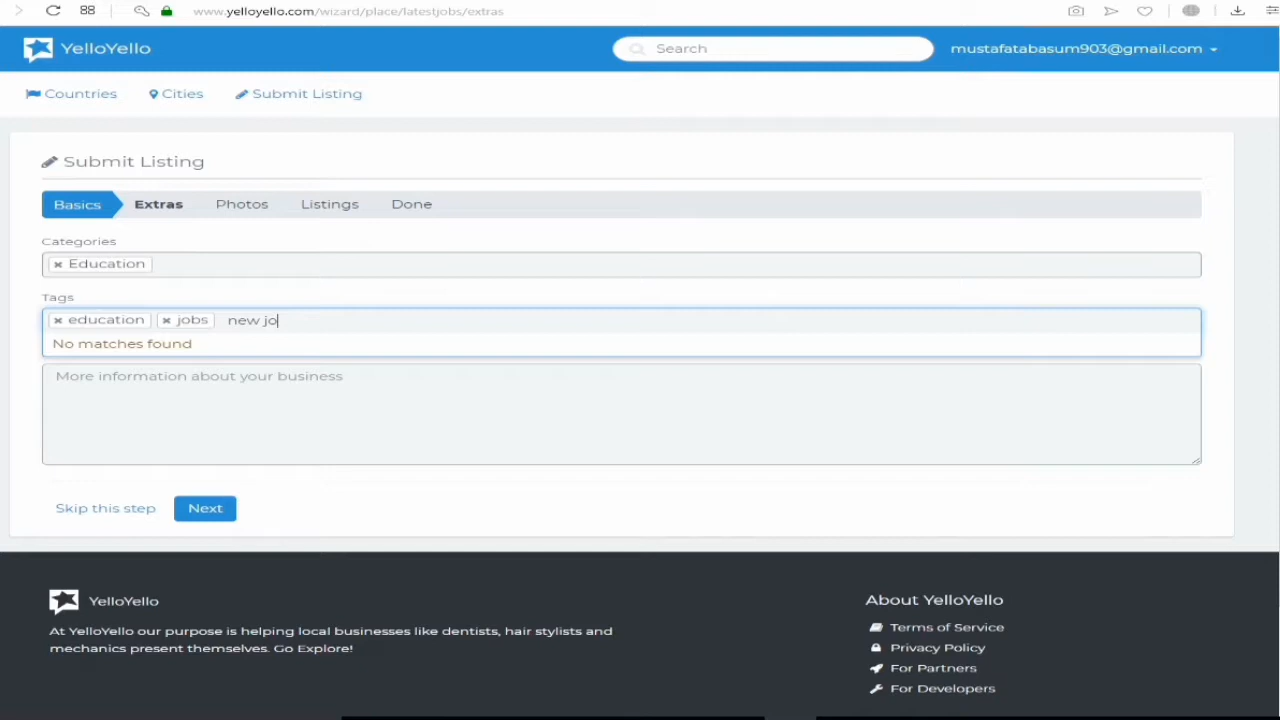 88
www.yelloyello.com/wizard/place/latestjobs/extras
YelloYello
Search
mustafatabasum903@gmail.com
Countries
Cities
Submit Listing
Submit Listing
Basics
Extras
Photos
Listings
Done
Categories
× Education
Tags
× education × jobs new jo
No matches found
More information about your business
Skip this step
Next
YelloYello
At YelloYello our purpose is helping local businesses like dentists, hair stylists and
mechanics present themselves. Go Explore!
About YelloYello
Terms of Service
Privacy Policy
For Partners
For Developers